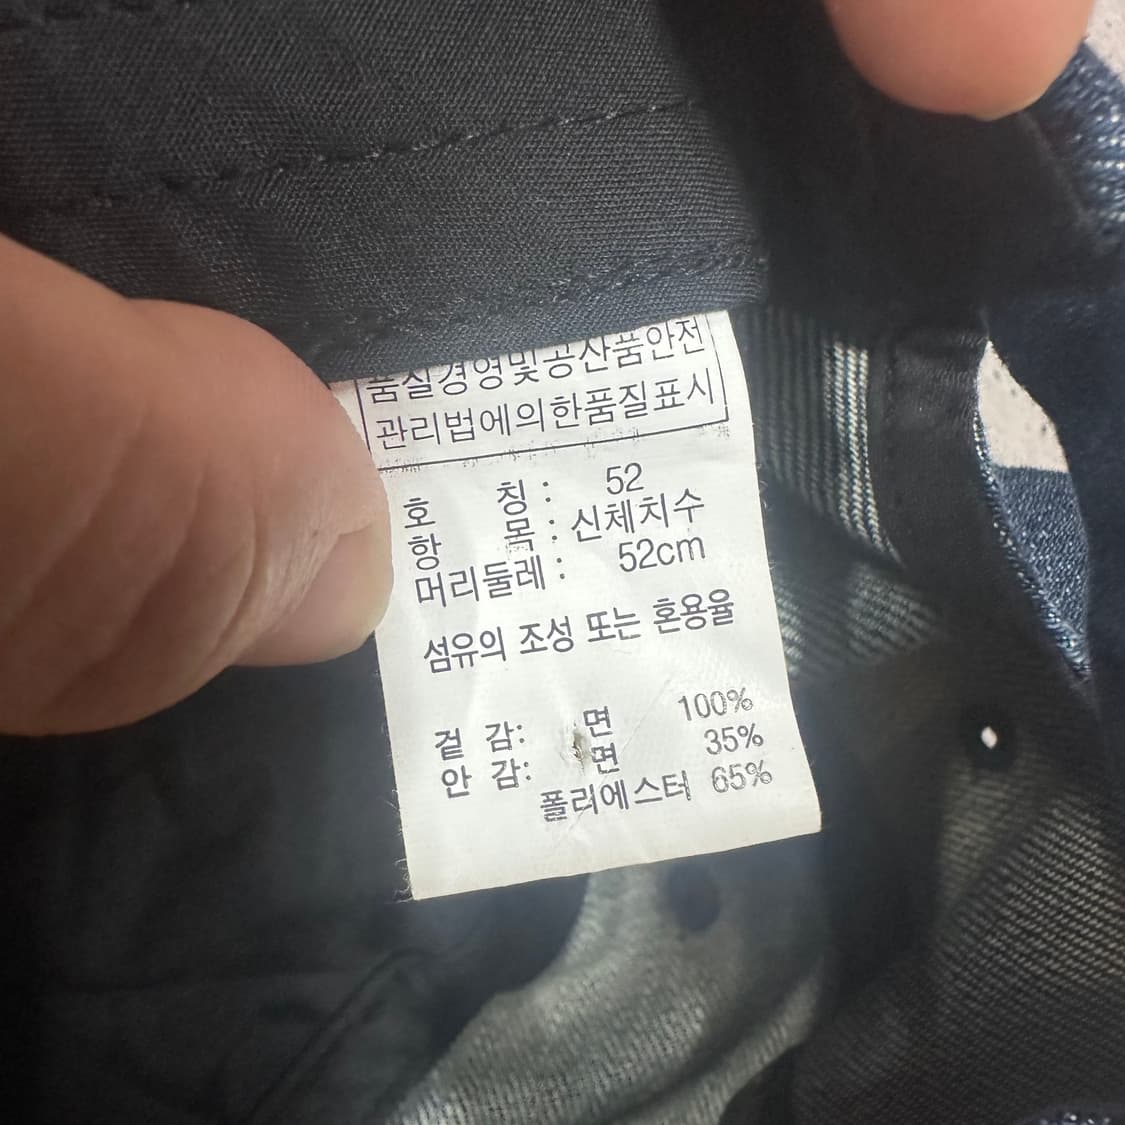 품질경영및공산품안전
관리법에의한품질표시
호 칭 : 52
항 목 : 신체치수
머리둘레 : 52cm
섬유의 조성 또는 혼용율
겉 감: 면 100%
안 감: 면 35%
폴리에스터 65%